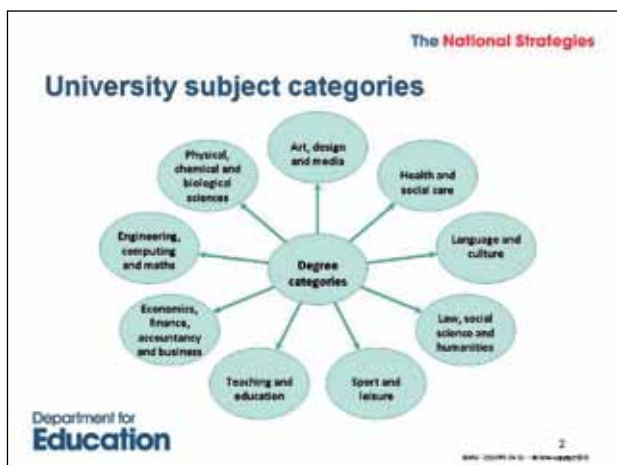 The National Strategies
University subject categories
Art, design
and media
Physical,
chemical and
biological
sciences
Health and
social care
Engineering,
computing
and maths
Language and
culture
Degree
categories
Economics,
finance,
accountancy
and business
Law, social
science and
humanities
Teaching and
education
Sport and
leisure
Department for
Education
2